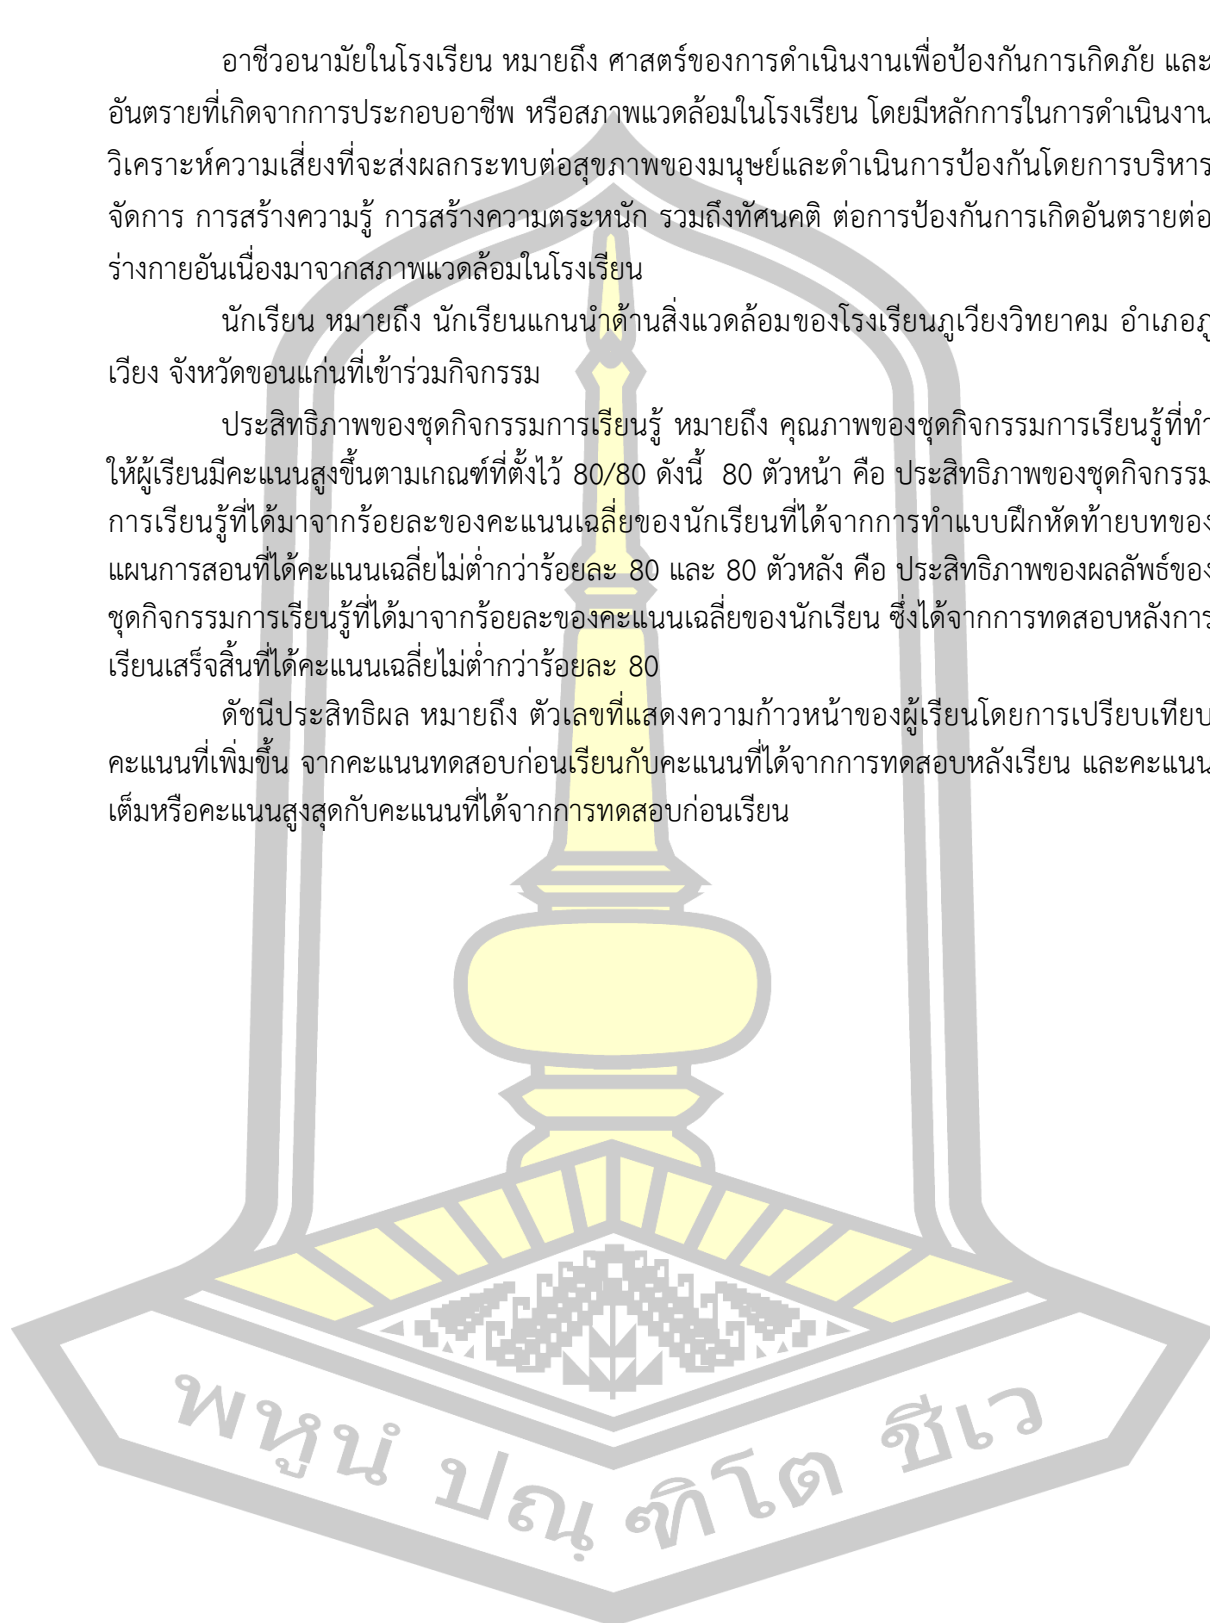 อาชีวอนามัยในโรงเรียน หมายถึง ศาสตร์ของการดำเนินงานเพื่อป้องกันการเกิดภัย และ
อันตรายที่เกิดจากการประกอบอาชีพ หรือสภาพแวดล้อมในโรงเรียน โดยมีหลักการในการดำเนินงาน
วิเคราะห์ความเสี่ยงที่จะส่งผลกระทบต่อสุขภาพของมนุษย์และดำเนินการป้องกันโดยการบริหาร
จัดการ การสร้างความรู้ การสร้างความตระหนัก รวมถึงทัศนคติ ต่อการป้องกันการเกิดอันตรายต่อ
ร่างกายอันเนื่องมาจากสภาพแวดล้อมในโรงเรียน
นักเรียน หมายถึง นักเรียนแกนนำด้านสิ่งแวดล้อมของโรงเรียนภูเวียงวิทยาคม อำเภอภู
เวียง จังหวัดขอนแก่นที่เข้าร่วมกิจกรรม
ประสิทธิภาพของชุดกิจกรรมการเรียนรู้ หมายถึง คุณภาพของชุดกิจกรรมการเรียนรู้ที่ทำ
ให้ผู้เรียนมีคะแนนสูงขึ้นตามเกณฑ์ที่ตั้งไว้ 80/80 ดังนี้ 80 ตัวหน้า คือ ประสิทธิภาพของชุดกิจกรรม
การเรียนรู้ที่ได้มาจากร้อยละของคะแนนเฉลี่ยของนักเรียนที่ได้จากการทำแบบฝึกหัดท้ายบทของ
แผนการสอนที่ได้คะแนนเฉลี่ยไม่ต่ำกว่าร้อยละ 80 และ 80 ตัวหลัง คือ ประสิทธิภาพของผลลัพธ์ของ
ชุดกิจกรรมการเรียนรู้ที่ได้มาจากร้อยละของคะแนนเฉลี่ยของนักเรียน ซึ่งได้จากการทดสอบหลังการ
เรียนเสร็จสิ้นที่ได้คะแนนเฉลี่ยไม่ต่ำกว่าร้อยละ 80
ดัชนีประสิทธิผล หมายถึง ตัวเลขที่แสดงความก้าวหน้าของผู้เรียนโดยการเปรียบเทียบ
คะแนนที่เพิ่มขึ้น จากคะแนนทดสอบก่อนเรียนกับคะแนนที่ได้จากการทดสอบหลังเรียน และคะแนน
เต็มหรือคะแนนสูงสุดกับคะแนนที่ได้จากการทดสอบก่อนเรียน
พหูนํ ปณฺฑิโต ชีเว